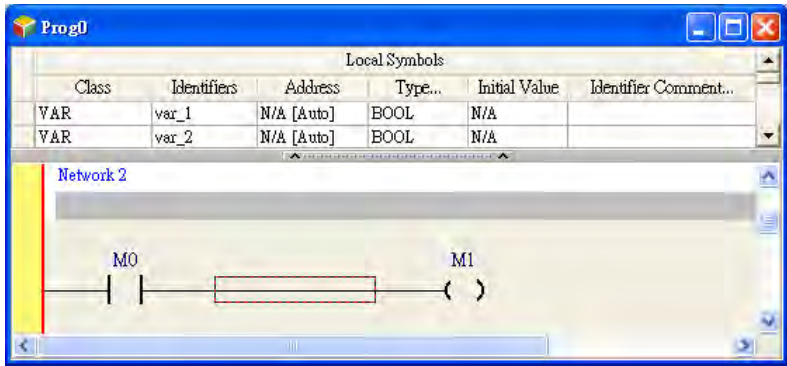 Prog0
Local Symbols
Class Identifiers Address Type... Initial Value Identifier Comment...
VAR var_1 N/A [Auto] BOOL N/A
VAR var_2 N/A [Auto] BOOL N/A
Network 2
M0 M1